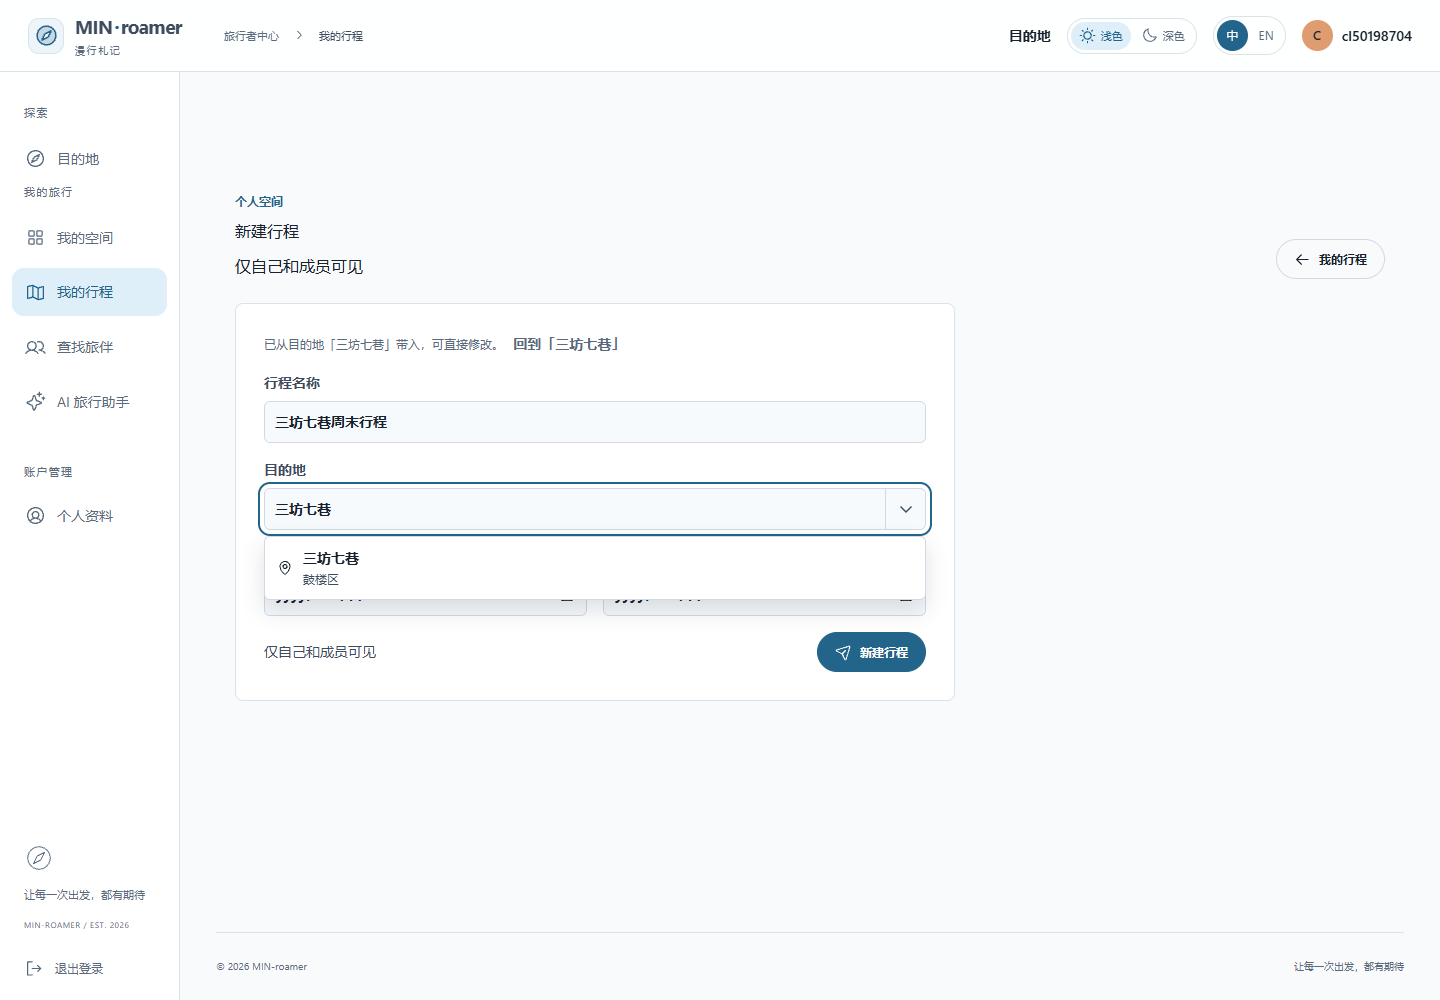 MIN·roamer
漫行札记
旅行者中心
我的行程
目的地
浅色
深色
中
EN
C
cl50198704
探索
目的地
我的旅行
我的空间
我的行程
查找旅伴
AI 旅行助手
账户管理
个人资料
让每一次出发，都有期待
MIN-ROAMER / EST. 2026
退出登录
个人空间
新建行程
仅自己和成员可见
我的行程
已从目的地「三坊七巷」带入，可直接修改。 回到「三坊七巷」
行程名称
三坊七巷周末行程
目的地
三坊七巷
三坊七巷
鼓楼区
仅自己和成员可见
新建行程
© 2026 MIN-roamer
让每一次出发，都有期待